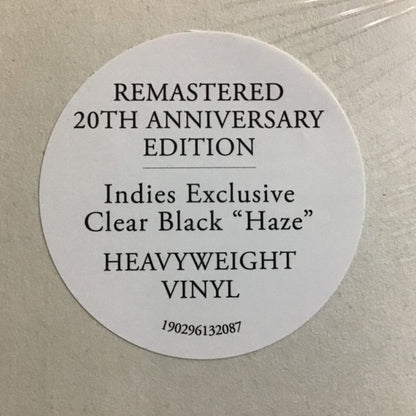 REMASTERED
20TH ANNIVERSARY
EDITION
Indies Exclusive
Clear Black “Haze”
HEAVYWEIGHT
VINYL
190296132087